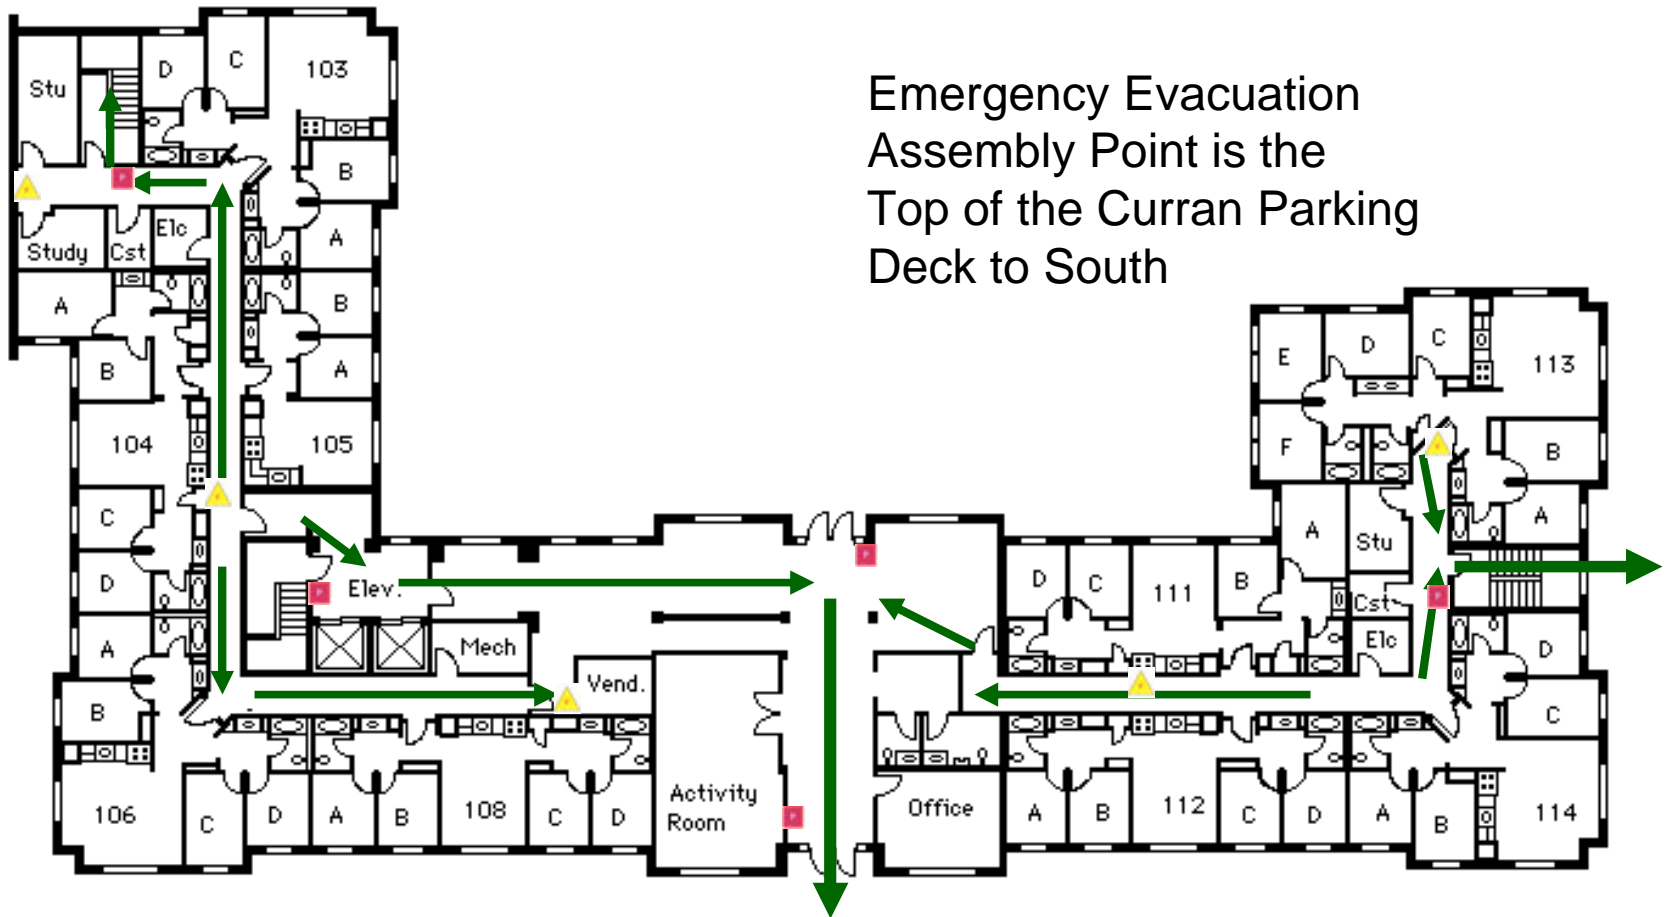 Emergency Evacuation
Assembly Point is the
Top of the Curran Parking
Deck to South
Stu
D
C
103
B
A
Study
Cst
Elc
A
B
B
A
104
105
C
D
A
B
106
Elev.
Mech
Vend.
C
D
A
B
108
C
D
Activity
Room
Office
D
C
111
B
A
Stu
Cst
Elc
E
D
C
113
F
B
A
D
C
A
B
112
C
D
A
B
114